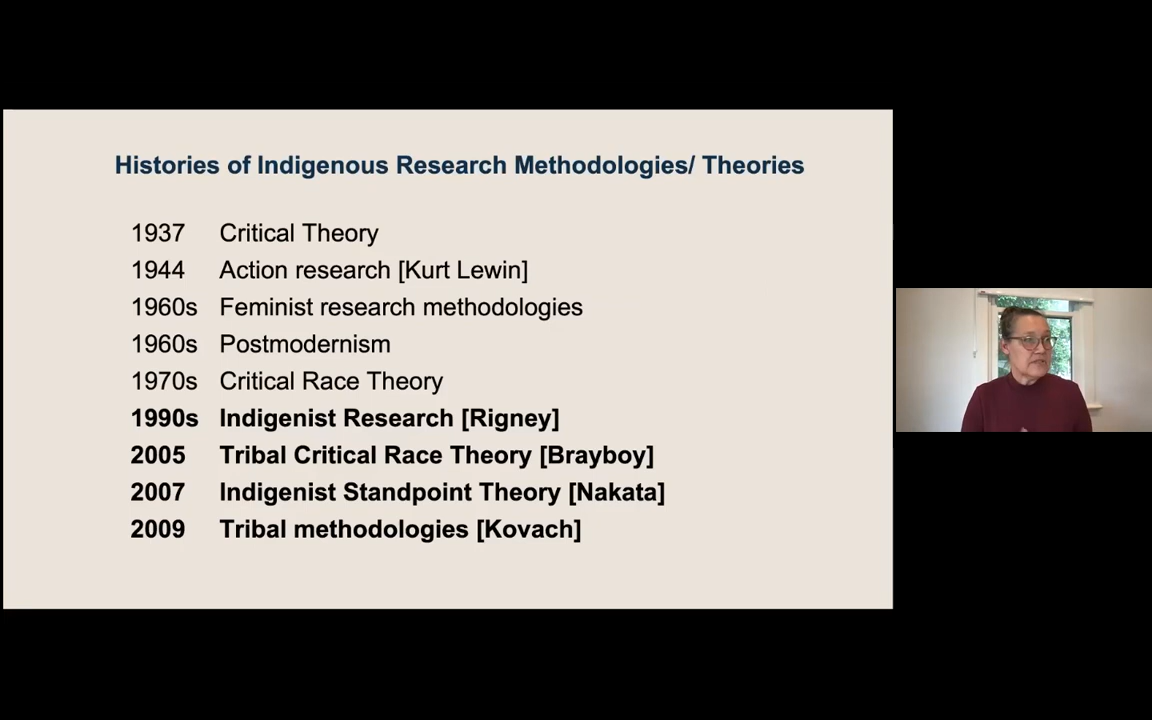 Histories of Indigenous Research Methodologies/ Theories
1937 Critical Theory
1944 Action research [Kurt Lewin]
1960s Feminist research methodologies
1960s Postmodernism
1970s Critical Race Theory
1990s Indigenist Research [Rigney]
2005 Tribal Critical Race Theory [Brayboy]
2007 Indigenist Standpoint Theory [Nakata]
2009 Tribal methodologies [Kovach]